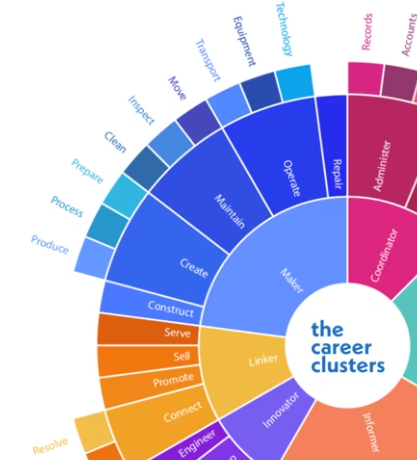 Technology
Equipment
Transport
Move
Inspect
Clean
Prepare
Process
Produce
Records
Accounts
Operate
Repair
Administer
Maintain
Create
Construct
Serve
Sell
Promote
Connect
Engineer
Resolve
Maker
Coordinator
Linker
Innovator
Informer
the
career
clusters